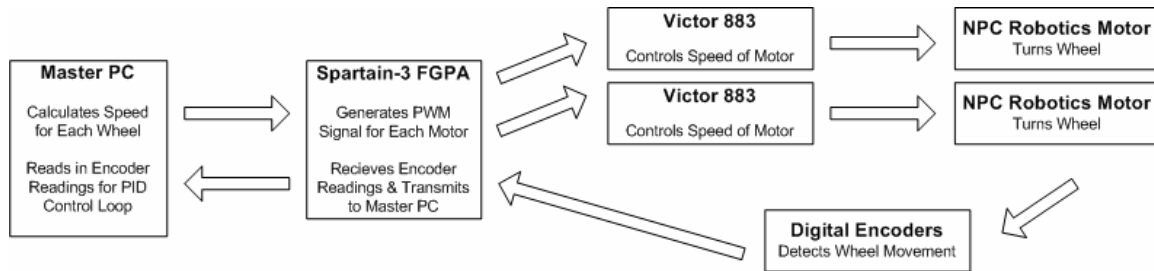 Master PC
Calculates Speed
for Each Wheel
Reads in Encoder
Readings for PID
Control Loop
Spartain-3 FGPA
Generates PWM
Signal for Each Motor
Recieves Encoder
Readings & Transmits
to Master PC
Victor 883
Controls Speed of Motor
Victor 883
Controls Speed of Motor
NPC Robotics Motor
Turns Wheel
NPC Robotics Motor
Turns Wheel
Digital Encoders
Detects Wheel Movement